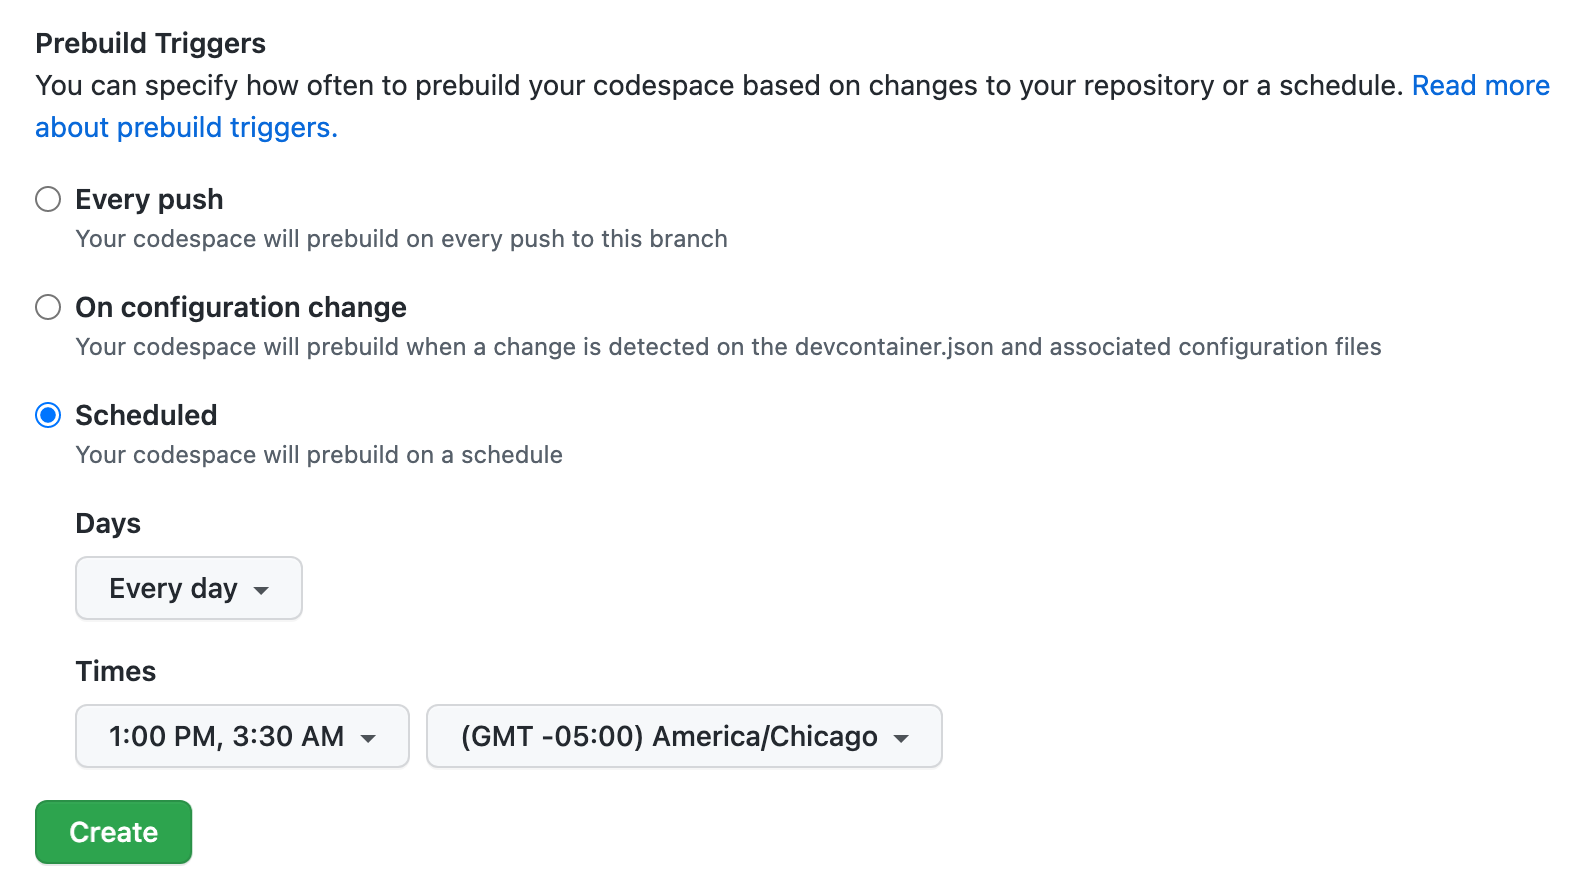 Prebuild Triggers
You can specify how often to prebuild your codespace based on changes to your repository or a schedule. Read more
about prebuild triggers.
Every push
Your codespace will prebuild on every push to this branch
On configuration change
Your codespace will prebuild when a change is detected on the devcontainer.json and associated configuration files
Scheduled
Your codespace will prebuild on a schedule
Days
Every day
Times
1:00 PM, 3:30 AM (GMT -05:00) America/Chicago
Create